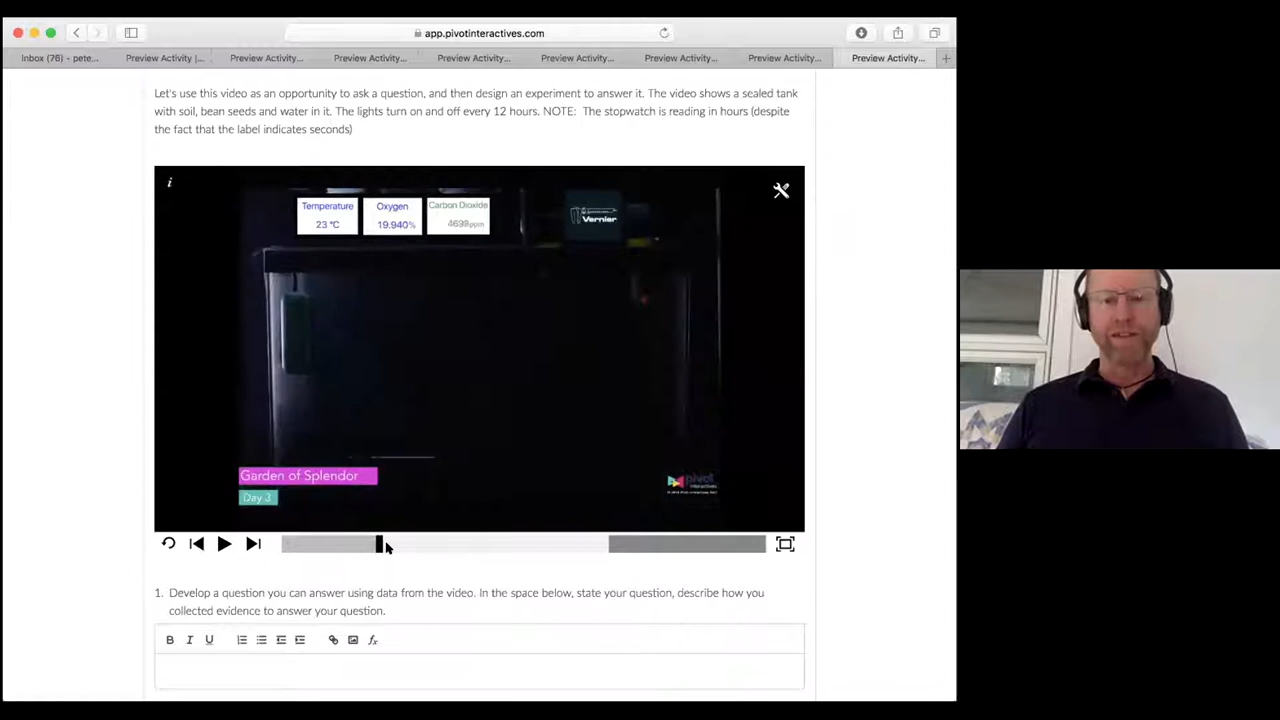 app.pivotinteractives.com
Inbox (76) - pete...
Preview Activity |...
Preview Activity...
Preview Activity...
Preview Activity...
Preview Activity...
Preview Activity...
Preview Activity...
Preview Activity...
Let's use this video as an opportunity to ask a question, and then design an experiment to answer it. The video shows a sealed tank
with soil, bean seeds and water in it. The lights turn on and off every 12 hours. NOTE: The stopwatch is reading in hours (despite
the fact that the label indicates seconds)
i
Temperature
23 °C
Oxygen
19.940%
Carbon Dioxide
Vernier
Garden of Splendor
Day 3
pivot
interactives
1. Develop a question you can answer using data from the video. In the space below, state your question, describe how you
collected evidence to answer your question.
B I U fx